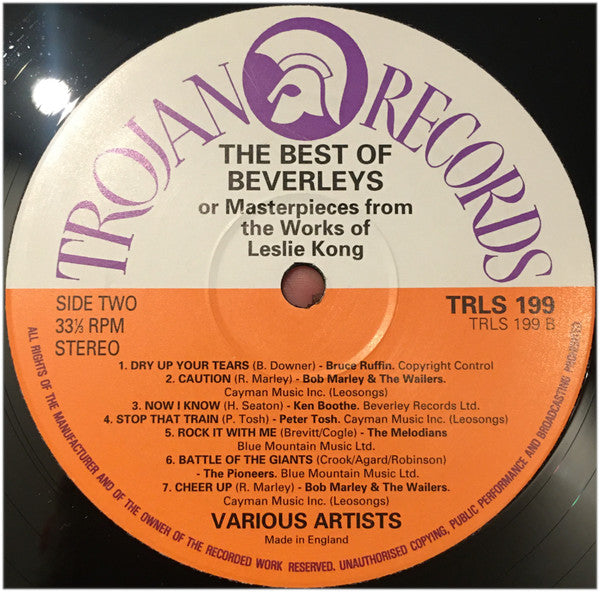 TROJAN RECORDS
THE BEST OF
BEVERLEYS
or Masterpieces from
the Works of
Leslie Kong
SIDE TWO
33⅓ RPM
STEREO
TRLS 199
TRLS 199 B
1. DRY UP YOUR TEARS (B. Downer) - Bruce Ruffin. Copyright Control
2. CAUTION (R. Marley) - Bob Marley & The Wailers.
Cayman Music Inc. (Leosongs)
3. NOW I KNOW (H. Seaton) - Ken Boothe. Beverley Records Ltd.
4. STOP THAT TRAIN (P. Tosh) - Peter Tosh. Cayman Music Inc. (Leosongs)
5. ROCK IT WITH ME (Brevitt/Cogle) - The Melodians
Blue Mountain Music Ltd.
6. BATTLE OF THE GIANTS (Crook/Agard/Robinson)
- The Pioneers. Blue Mountain Music Ltd.
7. CHEER UP (R. Marley) - Bob Marley & The Wailers.
Cayman Music Inc. (Leosongs)
VARIOUS ARTISTS
Made in England
ALL RIGHTS OF THE MANUFACTURER AND OF THE OWNER OF THE RECORDED WORK RESERVED. UNAUTHORISED COPYING, PUBLIC PERFORMANCE AND BROADCASTING PROHIBITED